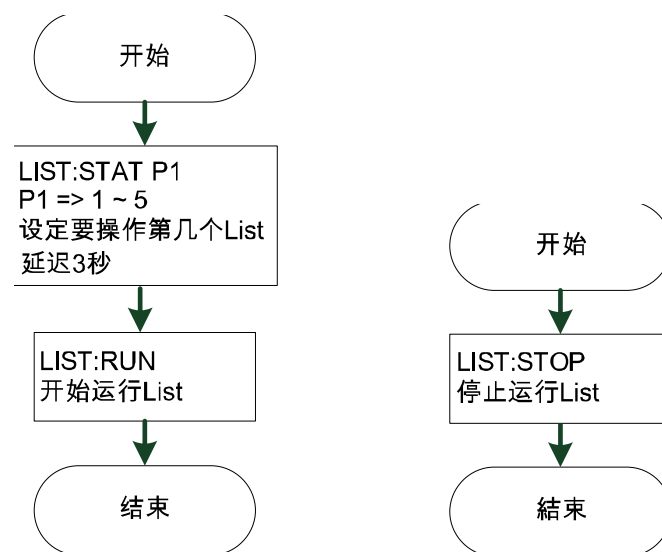 开始
LIST:STAT P1
P1 => 1 ~ 5
设定要操作第几个List
延迟3秒
LIST:RUN
开始运行List
结束
开始
LIST:STOP
停止运行List
結束